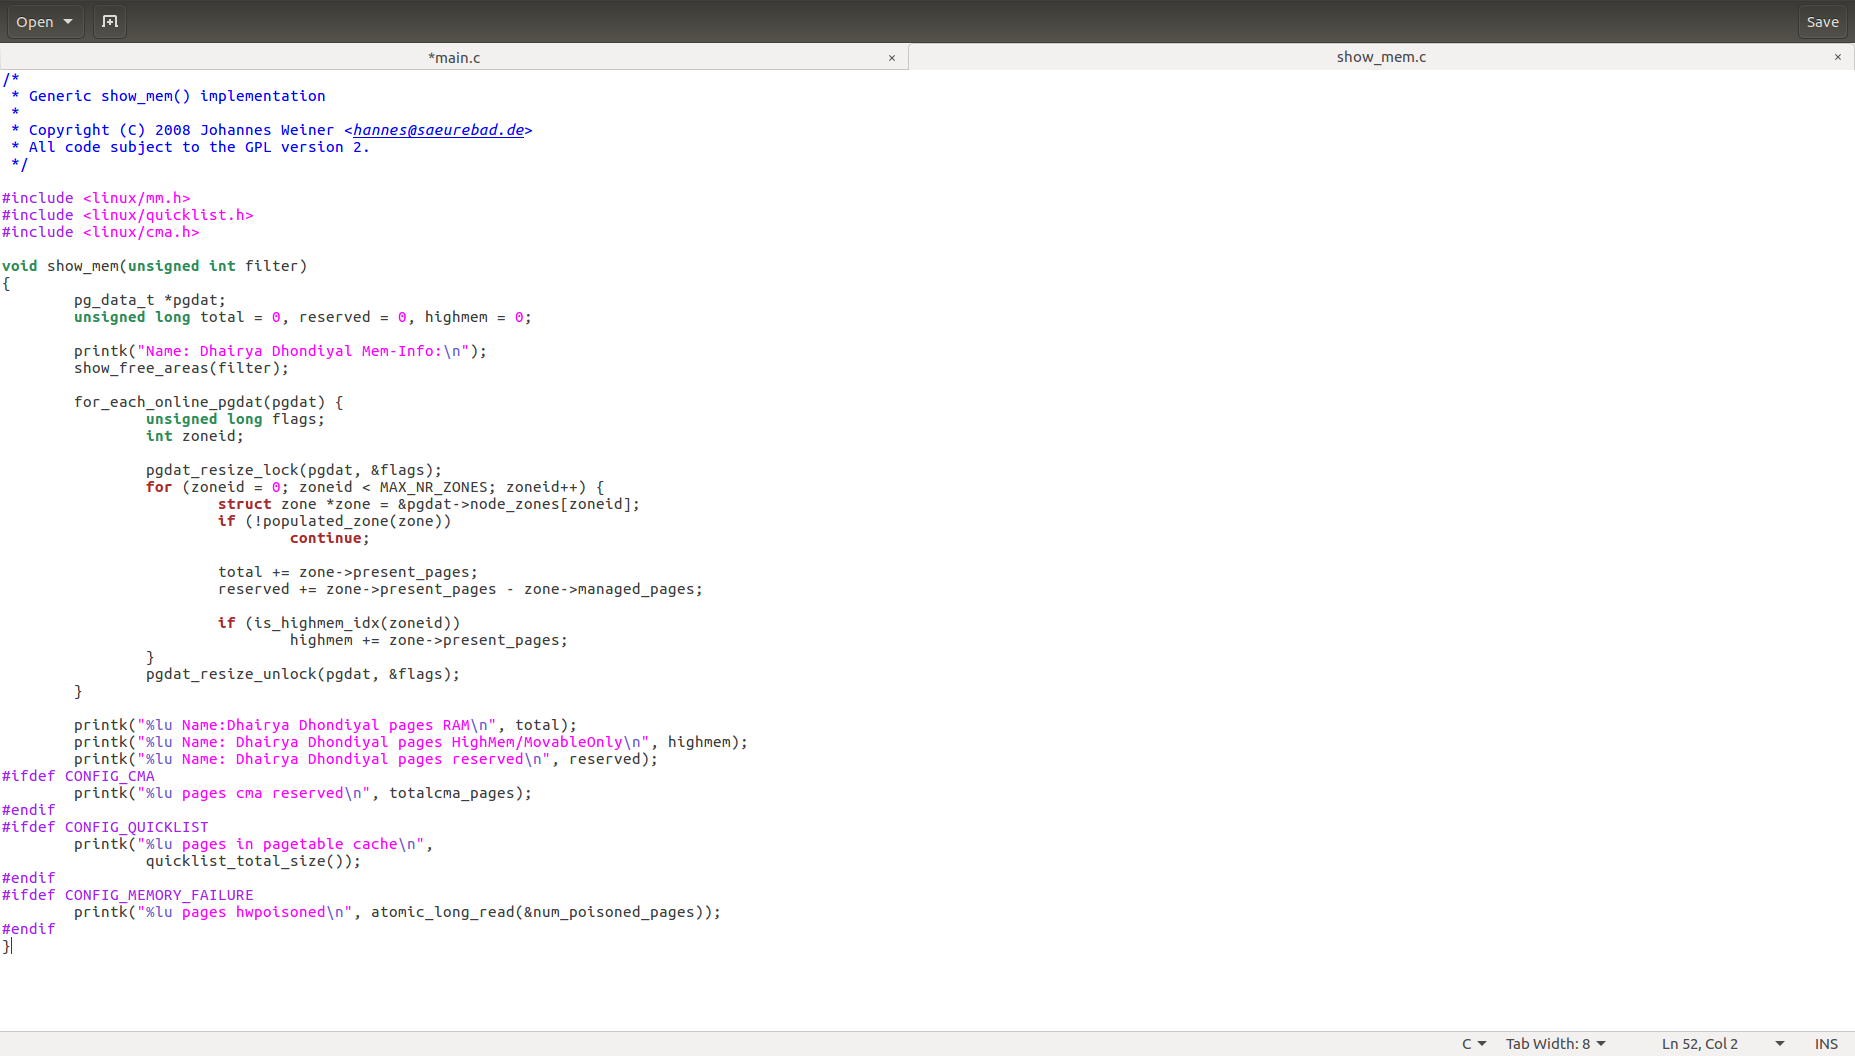 Open
Save
*main.c ×
show_mem.c ×
/*
 * Generic show_mem() implementation
 *
 * Copyright (C) 2008 Johannes Weiner <hannes@saeurebad.de>
 * All code subject to the GPL version 2.
 */

#include <linux/mm.h>
#include <linux/quicklist.h>
#include <linux/cma.h>

void show_mem(unsigned int filter)
{
        pg_data_t *pgdat;
        unsigned long total = 0, reserved = 0, highmem = 0;

        printk("Name: Dhairya Dhondiyal Mem-Info:\n");
        show_free_areas(filter);

        for_each_online_pgdat(pgdat) {
                unsigned long flags;
                int zoneid;

                pgdat_resize_lock(pgdat, &flags);
                for (zoneid = 0; zoneid < MAX_NR_ZONES; zoneid++) {
                        struct zone *zone = &pgdat->node_zones[zoneid];
                        if (!populated_zone(zone))
                                continue;

                        total += zone->present_pages;
                        reserved += zone->present_pages - zone->managed_pages;

                        if (is_highmem_idx(zoneid))
                                highmem += zone->present_pages;
                }
                pgdat_resize_unlock(pgdat, &flags);
        }

        printk("%lu Name:Dhairya Dhondiyal pages RAM\n", total);
        printk("%lu Name: Dhairya Dhondiyal pages HighMem/MovableOnly\n", highmem);
        printk("%lu Name: Dhairya Dhondiyal pages reserved\n", reserved);
#ifdef CONFIG_CMA
        printk("%lu pages cma reserved\n", totalcma_pages);
#endif
#ifdef CONFIG_QUICKLIST
        printk("%lu pages in pagetable cache\n",
                quicklist_total_size());
#endif
#ifdef CONFIG_MEMORY_FAILURE
        printk("%lu pages hwpoisoned\n", atomic_long_read(&num_poisoned_pages));
#endif
}
C
Tab Width: 8
Ln 52, Col 2
INS